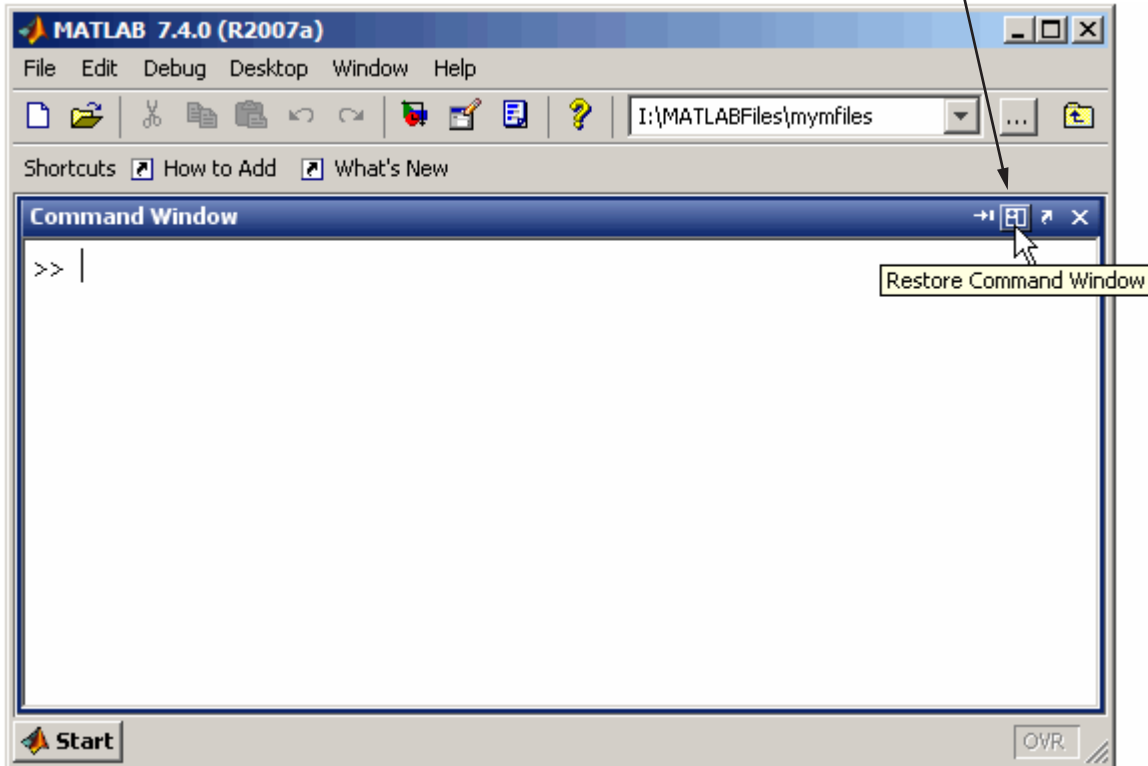 MATLAB 7.4.0 (R2007a)
File Edit Debug Desktop Window Help
I:\MATLABFiles\mymfiles ...
Shortcuts How to Add What's New
Command Window
>>
Restore Command Window
Start OVR